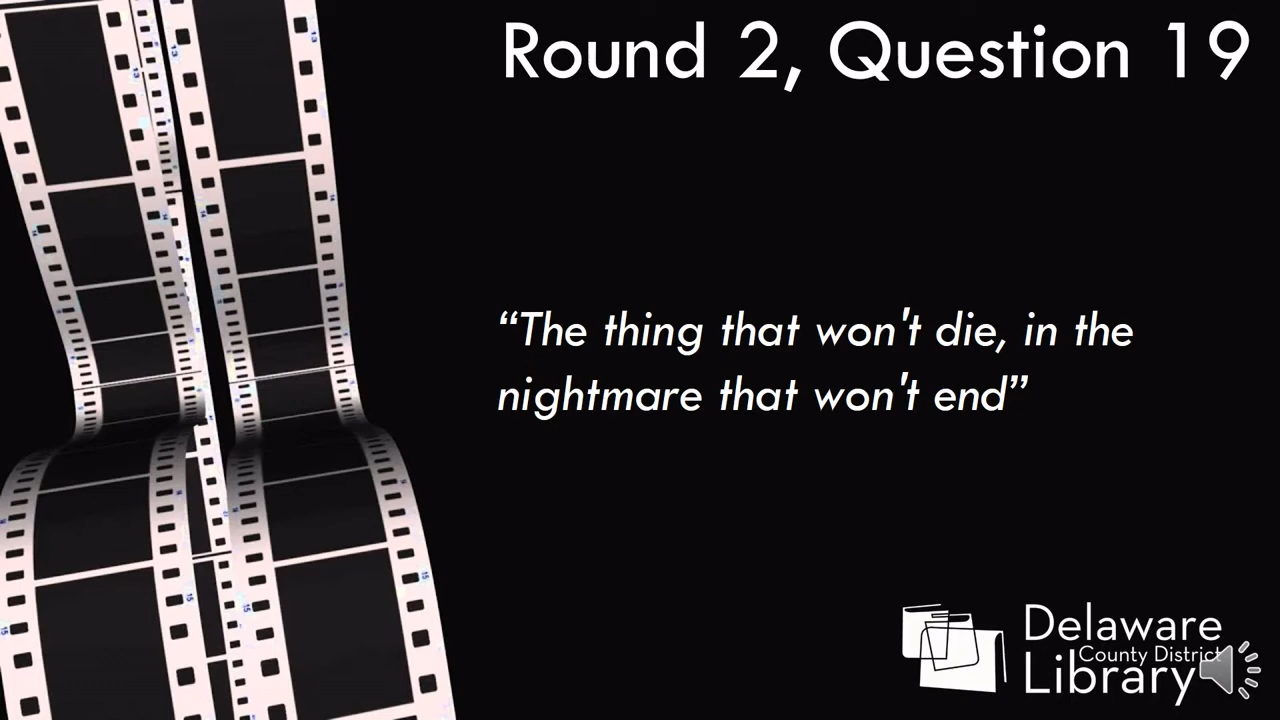 Round 2, Question 19
“The thing that won't die, in the
nightmare that won't end”
Delaware
County District
Library